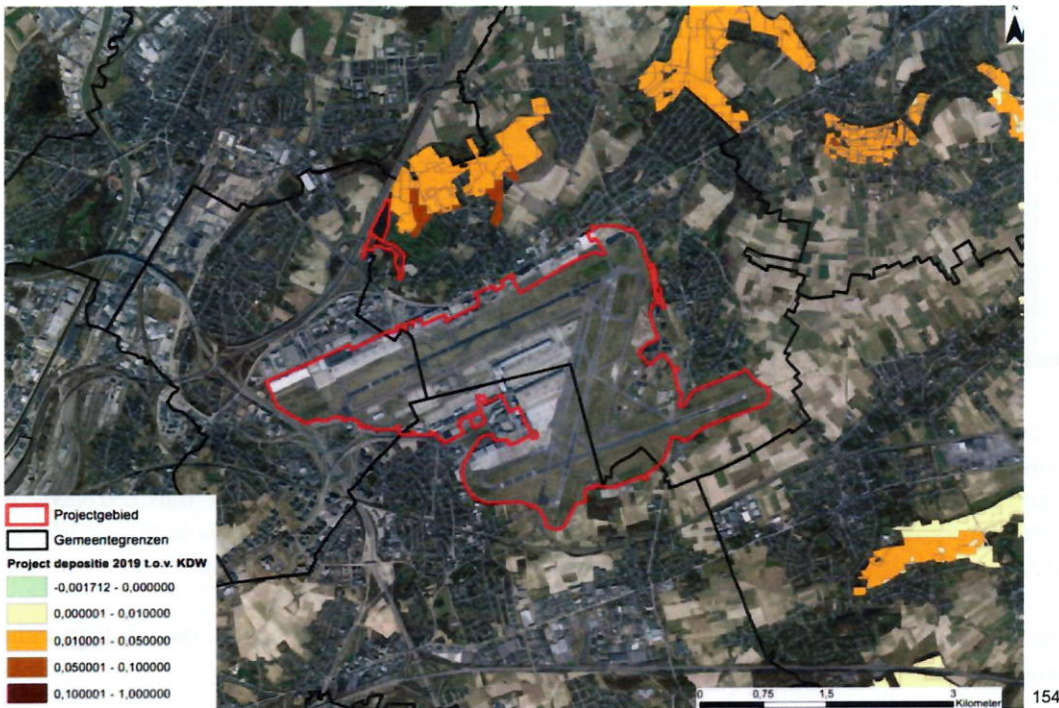 N
Projectgebied
Gemeentegrenzen
Project depositie 2019 t.o.v. KDW
-0,001712 - 0,000000
0,000001 - 0,010000
0,010001 - 0,050000
0,050001 - 0,100000
0,100001 - 1,000000
0 0,75 1,5 3
Kilometer
154